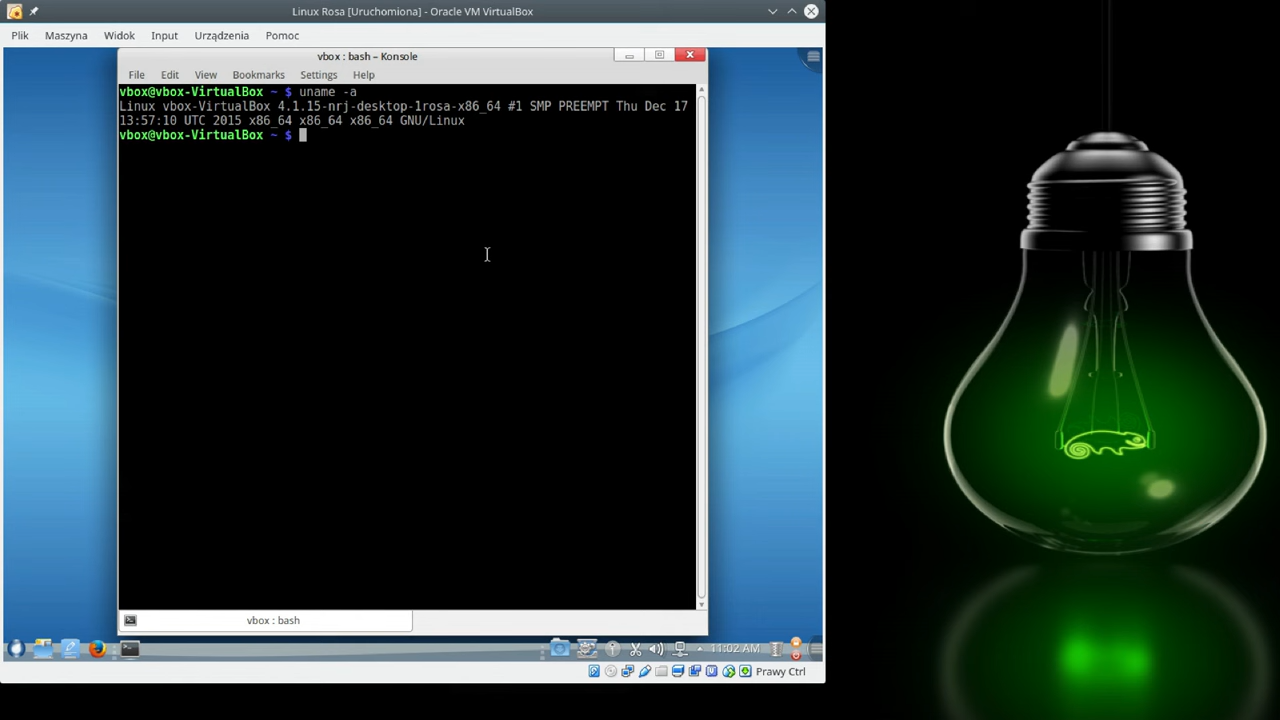 Linux Rosa [Uruchomiona] - Oracle VM VirtualBox
Plik Maszyna Widok Input Urządzenia Pomoc
vbox : bash – Konsole
File Edit View Bookmarks Settings Help
vbox@vbox-VirtualBox ~ $ uname -a
Linux vbox-VirtualBox 4.1.15-nrj-desktop-1rosa-x86_64 #1 SMP PREEMPT Thu Dec 17
13:57:10 UTC 2015 x86_64 x86_64 x86_64 GNU/Linux
vbox@vbox-VirtualBox ~ $
vbox : bash
11:02 AM
Prawy Ctrl